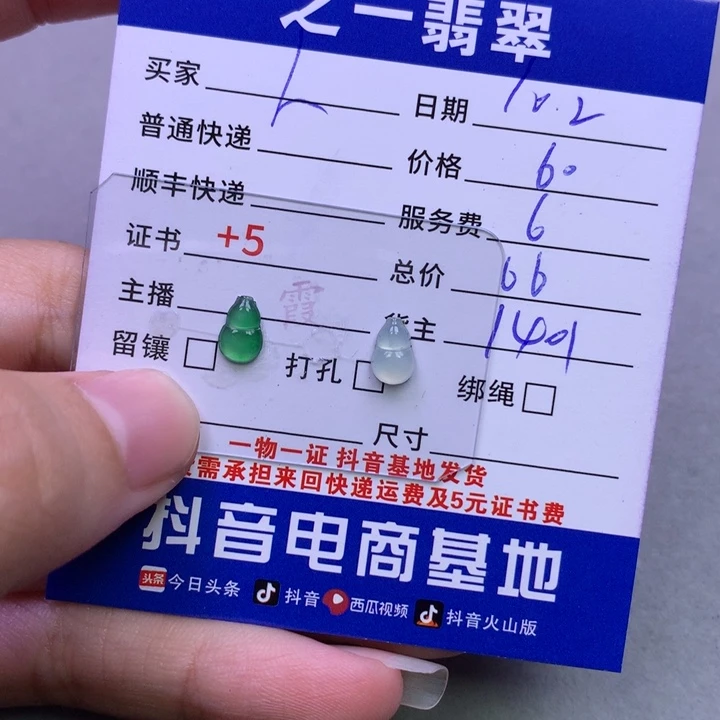 之一翡翠
买家 日期 10.2
普通快递 价格 60
顺丰快递 服务费 6
证书 +5 总价 66
主播 霞 货主 1401
留镶 打孔 绑绳
尺寸
一物一证 抖音基地发货
需承担来回快递运费及5元证书费
抖音电商基地
头条 今日头条 抖音 西瓜视频 抖音火山版